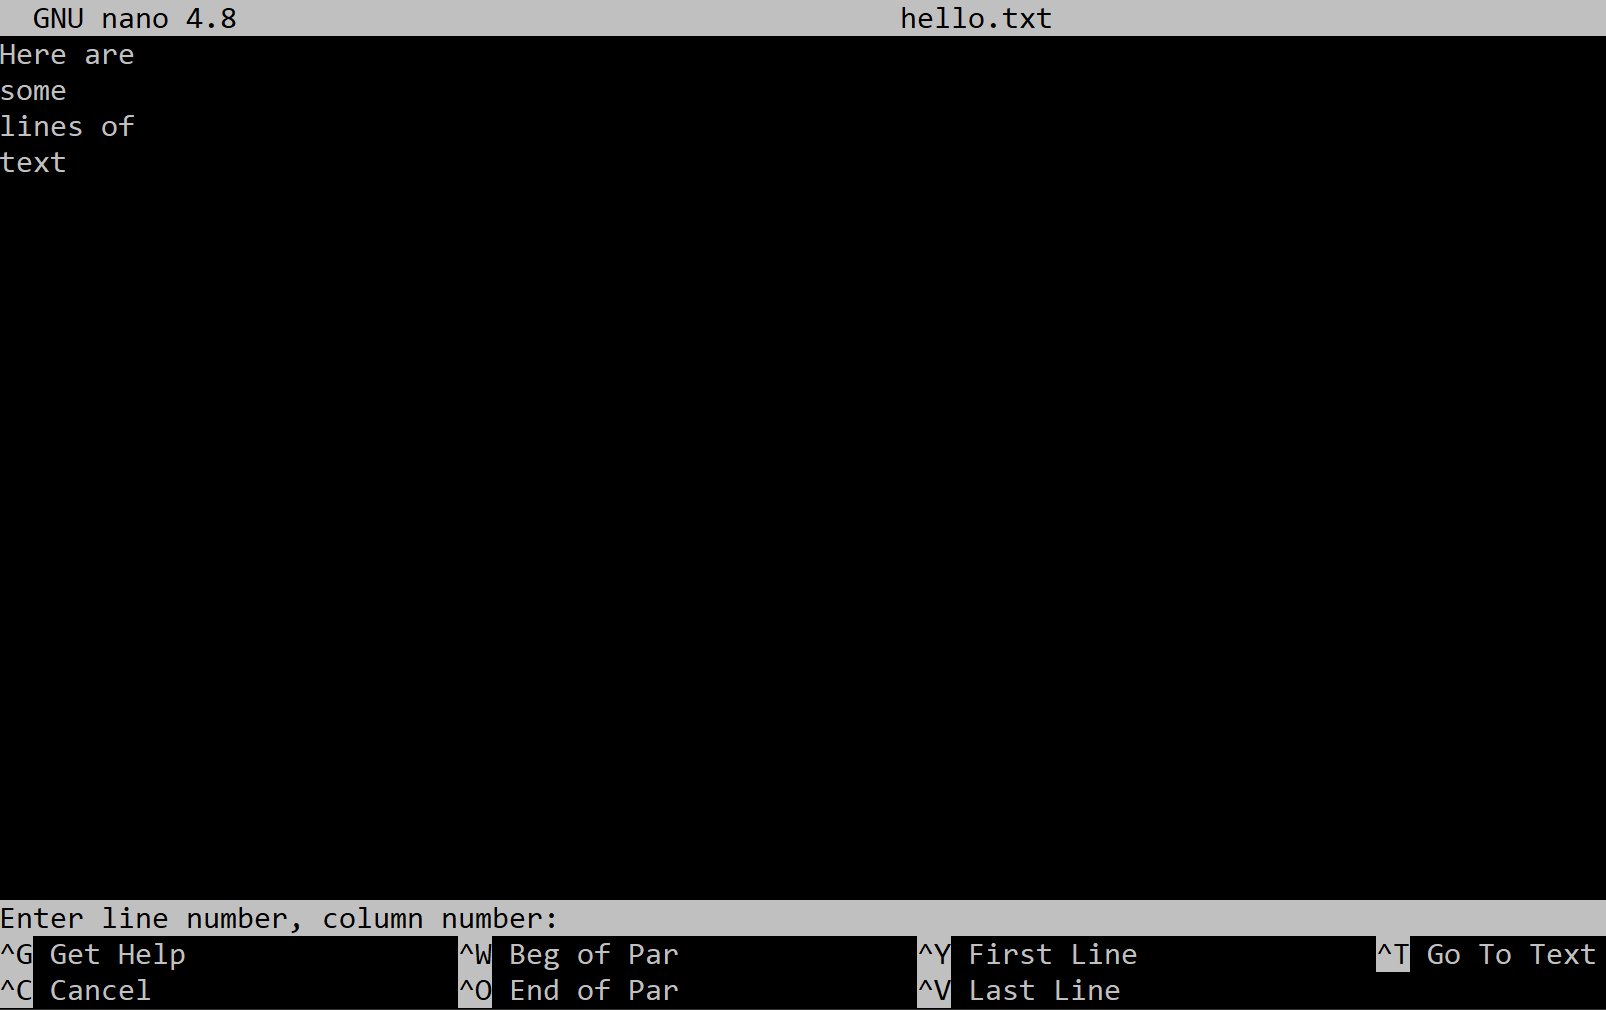 GNU nano 4.8 hello.txt
Here are
some
lines of
text
Enter line number, column number:
^G Get Help ^W Beg of Par ^Y First Line ^T Go To Text
^C Cancel ^O End of Par ^V Last Line